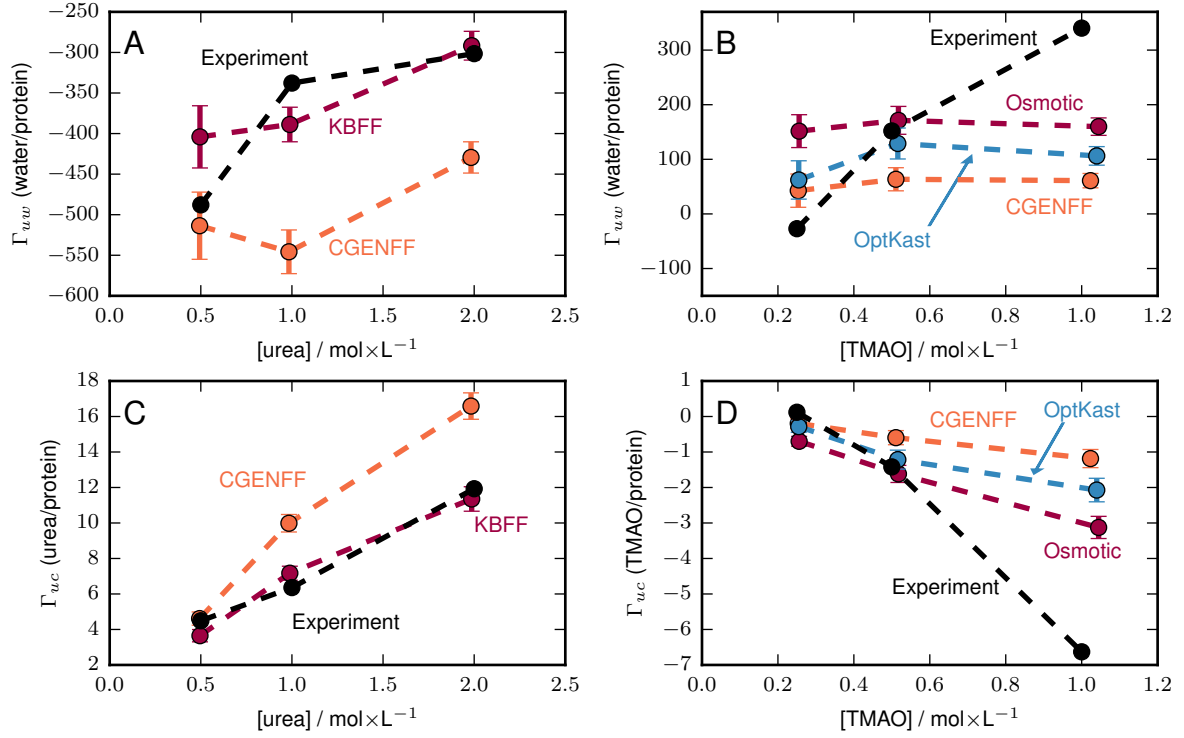 A
−250
−300
−350
−400
−450
−500
−550
−600
Γuw (water/protein)
Experiment
KBFF
CGENFF
0.0 0.5 1.0 1.5 2.0 2.5
[urea] / mol×L−1
B
300
200
100
0
−100
Γuw (water/protein)
Experiment
Osmotic
OptKast
CGENFF
0.0 0.2 0.4 0.6 0.8 1.0 1.2
[TMAO] / mol×L−1
C
18
16
14
12
10
8
6
4
2
Γuc (urea/protein)
CGENFF
KBFF
Experiment
0.0 0.5 1.0 1.5 2.0 2.5
[urea] / mol×L−1
D
1
0
−1
−2
−3
−4
−5
−6
−7
Γuc (TMAO/protein)
OptKast
CGENFF
Osmotic
Experiment
0.0 0.2 0.4 0.6 0.8 1.0 1.2
[TMAO] / mol×L−1